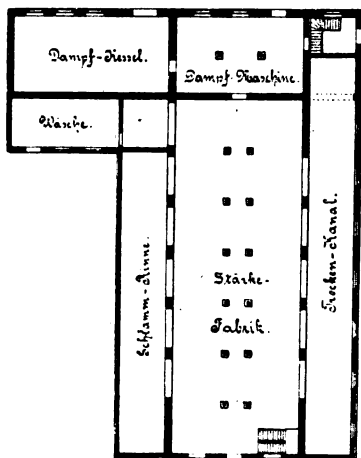 Dampf-Kessel.
Dampf-Maschine.
Wäsche.
Schlamm-Rinne.
Stärke-
Fabrik.
Trocken-Kanal.